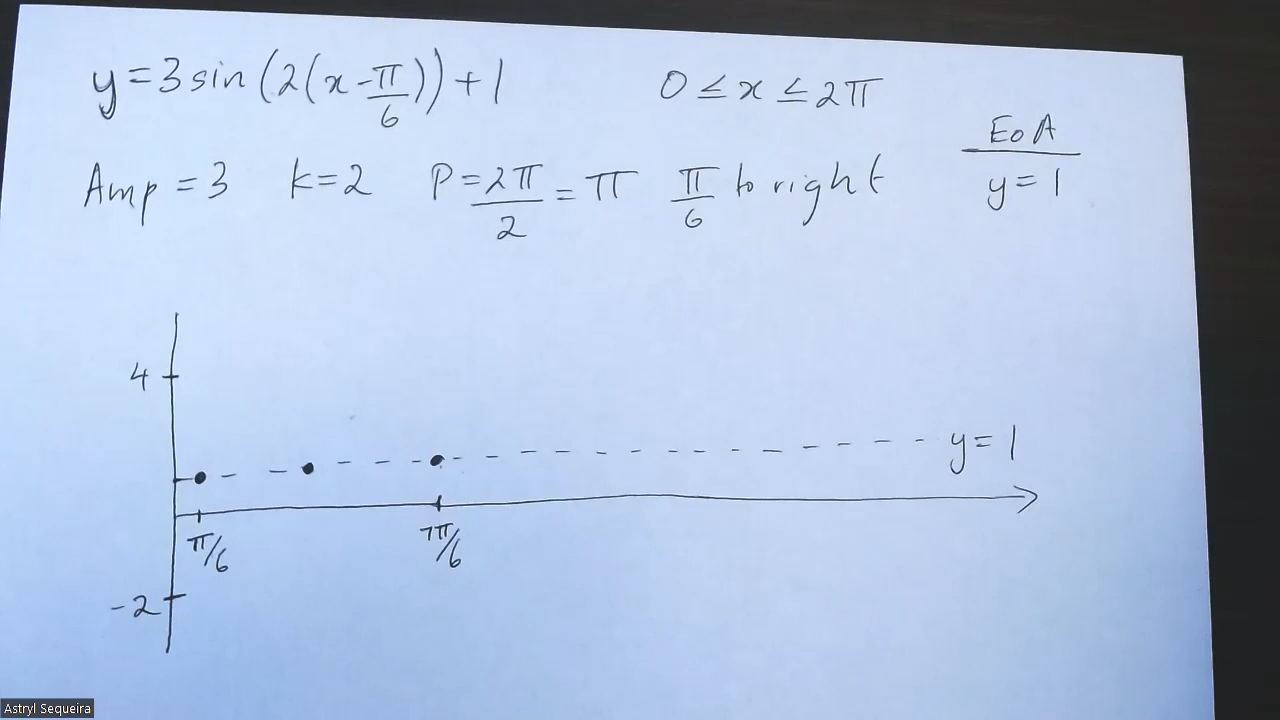 y = 3 sin (2(x - π/6)) + 1 0 ≤ x ≤ 2π
EoA
Amp = 3 k = 2 P = 2π/2 = π π/6 to right y = 1
4
y = 1
π/6 7π/6
-2
Astryl Sequeira